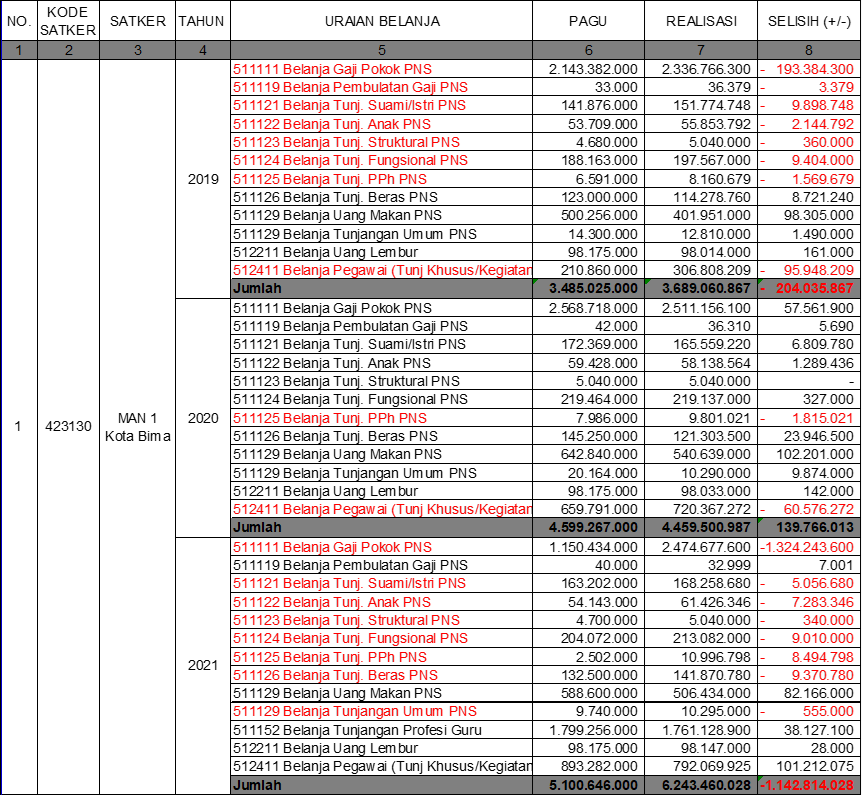 NO. KODE SATKER SATKER TAHUN URAIAN BELANJA PAGU REALISASI SELISIH (+/-)
1 2 3 4 5 6 7 8
511111 Belanja Gaji Pokok PNS 2.143.382.000 2.336.766.300 - 193.384.300
511119 Belanja Pembulatan Gaji PNS 33.000 36.379 - 3.379
511121 Belanja Tunj. Suami/Istri PNS 141.876.000 151.774.748 - 9.898.748
511122 Belanja Tunj. Anak PNS 53.709.000 55.853.792 - 2.144.792
511123 Belanja Tunj. Struktural PNS 4.680.000 5.040.000 - 360.000
511124 Belanja Tunj. Fungsional PNS 188.163.000 197.567.000 - 9.404.000
2019 511125 Belanja Tunj. PPh PNS 6.591.000 8.160.679 - 1.569.679
511126 Belanja Tunj. Beras PNS 123.000.000 114.278.760 8.721.240
511129 Belanja Uang Makan PNS 500.256.000 401.951.000 98.305.000
511129 Belanja Tunjangan Umum PNS 14.300.000 12.810.000 1.490.000
512211 Belanja Uang Lembur 98.175.000 98.014.000 161.000
512411 Belanja Pegawai (Tunj Khusus/Kegiatan 210.860.000 306.808.209 - 95.948.209
Jumlah 3.485.025.000 3.689.060.867 - 204.035.867
511111 Belanja Gaji Pokok PNS 2.568.718.000 2.511.156.100 57.561.900
511119 Belanja Pembulatan Gaji PNS 42.000 36.310 5.690
511121 Belanja Tunj. Suami/Istri PNS 172.369.000 165.559.220 6.809.780
511122 Belanja Tunj. Anak PNS 59.428.000 58.138.564 1.289.436
511123 Belanja Tunj. Struktural PNS 5.040.000 5.040.000 -
511124 Belanja Tunj. Fungsional PNS 219.464.000 219.137.000 327.000
1 423130 MAN 1 Kota Bima 2020 511125 Belanja Tunj. PPh PNS 7.986.000 9.801.021 - 1.815.021
511126 Belanja Tunj. Beras PNS 145.250.000 121.303.500 23.946.500
511129 Belanja Uang Makan PNS 642.840.000 540.639.000 102.201.000
511129 Belanja Tunjangan Umum PNS 20.164.000 10.290.000 9.874.000
512211 Belanja Uang Lembur 98.175.000 98.033.000 142.000
512411 Belanja Pegawai (Tunj Khusus/Kegiatan 659.791.000 720.367.272 - 60.576.272
Jumlah 4.599.267.000 4.459.500.987 139.766.013
511111 Belanja Gaji Pokok PNS 1.150.434.000 2.474.677.600 -1.324.243.600
511119 Belanja Pembulatan Gaji PNS 40.000 32.999 7.001
511121 Belanja Tunj. Suami/Istri PNS 163.202.000 168.258.680 - 5.056.680
511122 Belanja Tunj. Anak PNS 54.143.000 61.426.346 - 7.283.346
511123 Belanja Tunj. Struktural PNS 4.700.000 5.040.000 - 340.000
511124 Belanja Tunj. Fungsional PNS 204.072.000 213.082.000 - 9.010.000
2021 511125 Belanja Tunj. PPh PNS 2.502.000 10.996.798 - 8.494.798
511126 Belanja Tunj. Beras PNS 132.500.000 141.870.780 - 9.370.780
511129 Belanja Uang Makan PNS 588.600.000 506.434.000 82.166.000
511129 Belanja Tunjangan Umum PNS 9.740.000 10.295.000 - 555.000
511152 Belanja Tunjangan Profesi Guru 1.799.256.000 1.761.128.900 38.127.100
512211 Belanja Uang Lembur 98.175.000 98.147.000 28.000
512411 Belanja Pegawai (Tunj Khusus/Kegiatan 893.282.000 792.069.925 101.212.075
Jumlah 5.100.646.000 6.243.460.028 -1.142.814.028